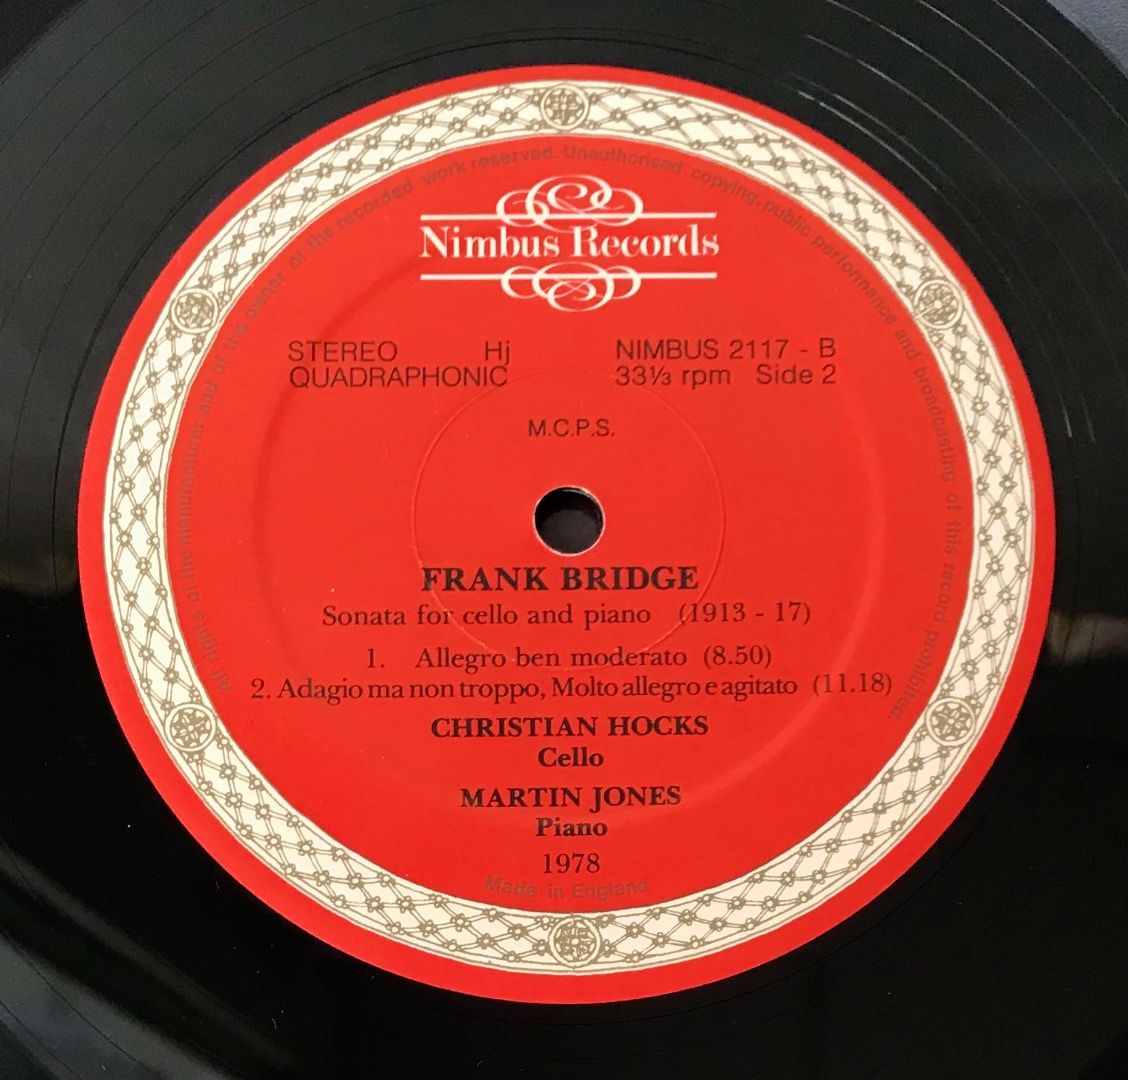 All rights of the manufacturer and of the owner of the recorded work reserved. Unauthorised copying, public performance and broadcasting of this record prohibited.
Nimbus Records
STEREO Hj NIMBUS 2117 - B
QUADRAPHONIC 33⅓ rpm Side 2
M.C.P.S.
FRANK BRIDGE
Sonata for cello and piano (1913 - 17)
1. Allegro ben moderato (8.50)
2. Adagio ma non troppo, Molto allegro e agitato (11.18)
CHRISTIAN HOCKS
Cello
MARTIN JONES
Piano
1978
Made in England